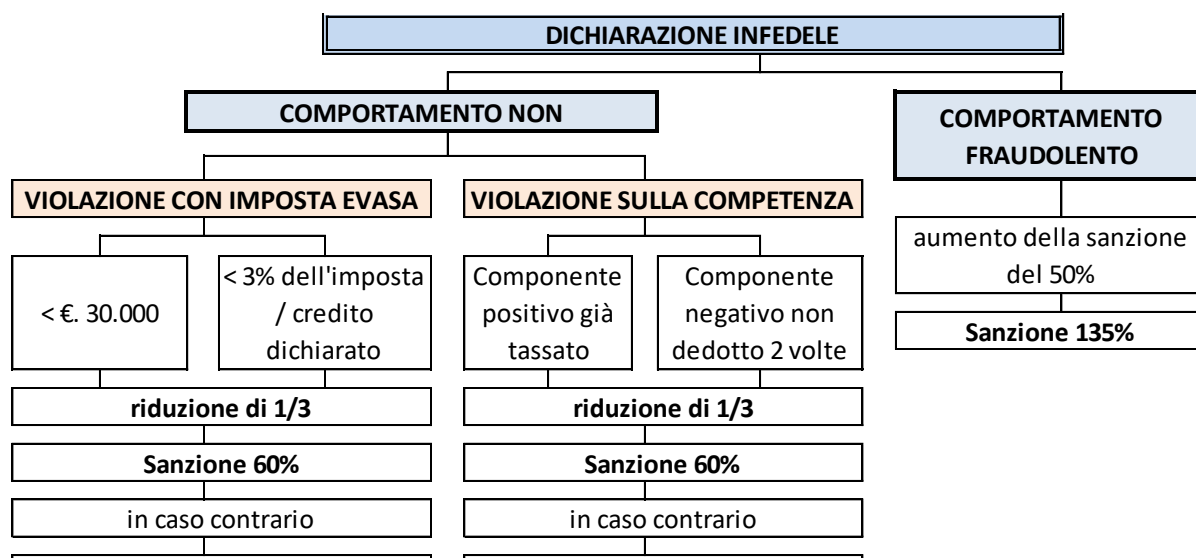 DICHIARAZIONE INFEDELE
COMPORTAMENTO NON
COMPORTAMENTO
FRAUDOLENTO
VIOLAZIONE CON IMPOSTA EVASA
VIOLAZIONE SULLA COMPETENZA
aumento della sanzione
del 50%
Sanzione 135%
< €. 30.000
< 3% dell'imposta
/ credito
dichiarato
Componente
positivo già
tassato
Componente
negativo non
dedotto 2 volte
riduzione di 1/3
riduzione di 1/3
Sanzione 60%
Sanzione 60%
in caso contrario
in caso contrario